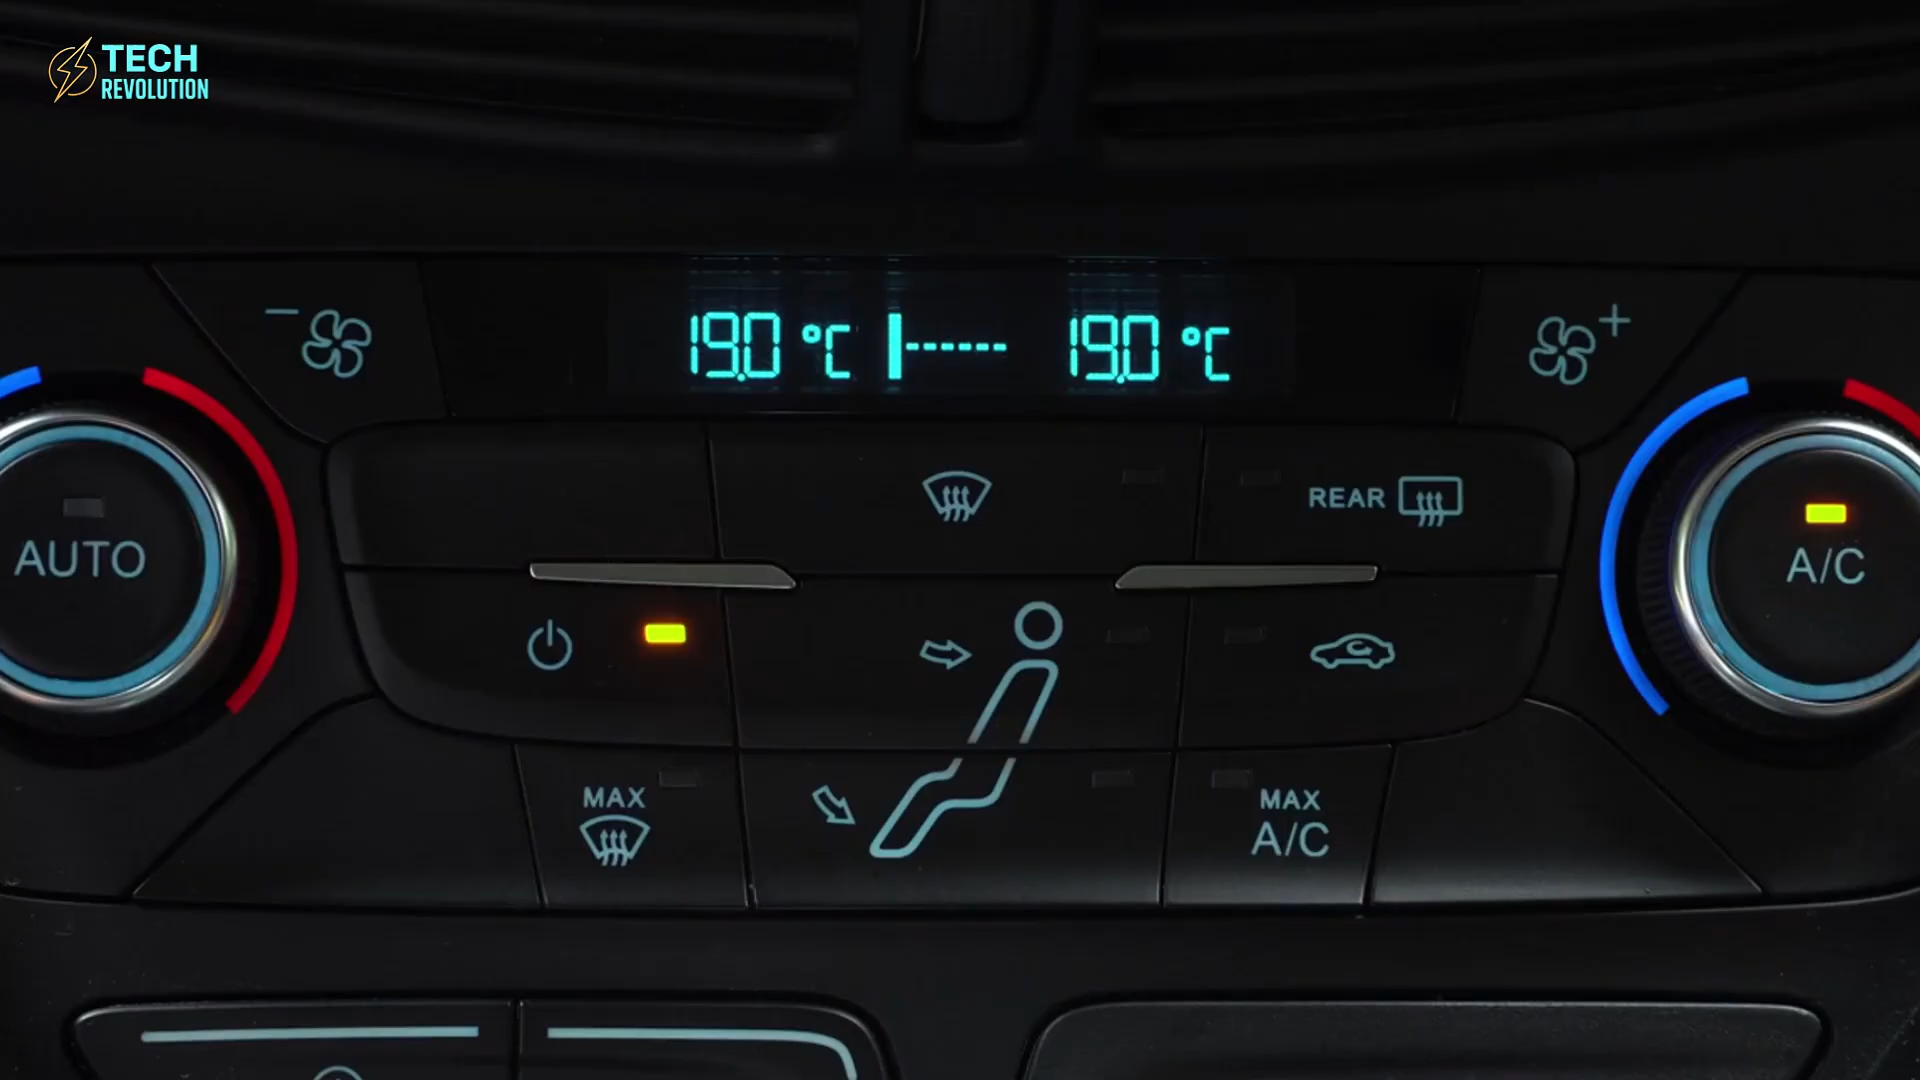 TECH
REVOLUTION
19.0 °C
19.0 °C
REAR
AUTO
A/C
MAX
MAX
A/C